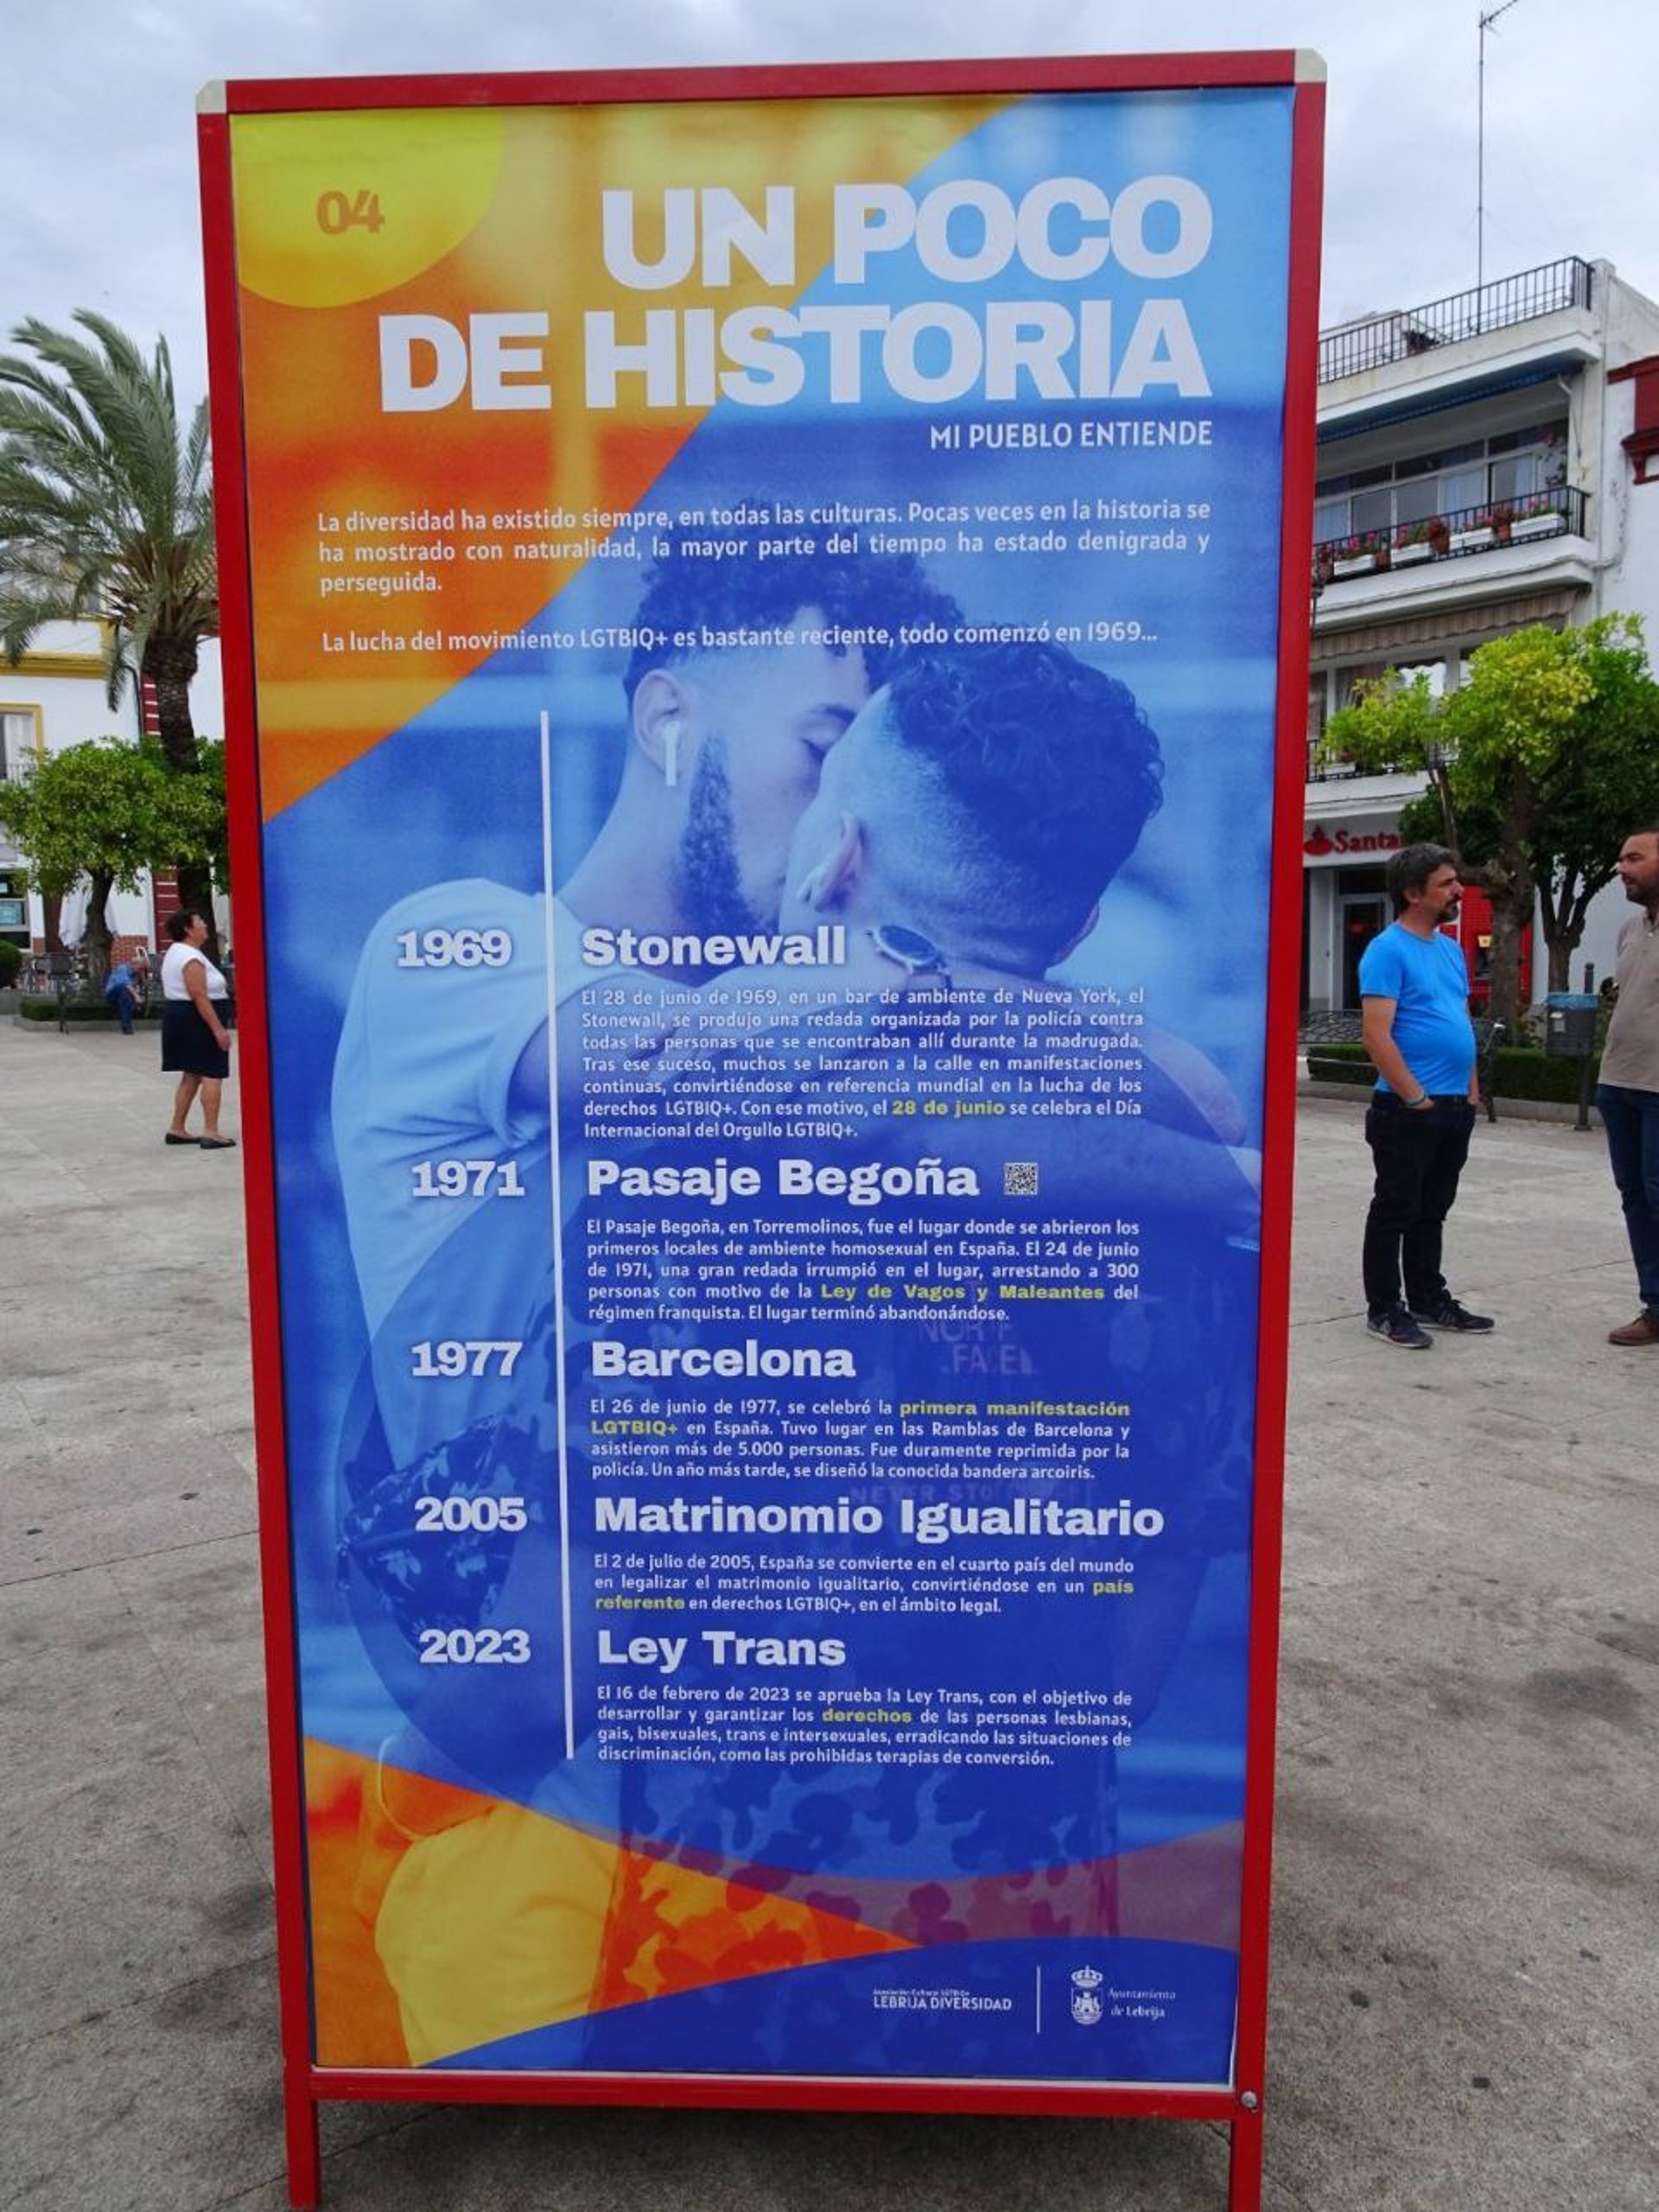 04
UN POCO
DE HISTORIA
MI PUEBLO ENTIENDE
La diversidad ha existido siempre, en todas las culturas. Pocas veces en la historia se
ha mostrado con naturalidad, la mayor parte del tiempo ha estado denigrada y
perseguida.
La lucha del movimiento LGTBIQ+ es bastante reciente, todo comenzó en 1969...
1969 Stonewall
El 28 de junio de 1969, en un bar de ambiente de Nueva York, el
Stonewall, se produjo una redada organizada por la policía contra
todas las personas que se encontraban allí durante la madrugada.
Tras ese suceso, muchos se lanzaron a la calle en manifestaciones
continuas, convirtiéndose en referencia mundial en la lucha de los
derechos LGTBIQ+. Con ese motivo, el 28 de junio se celebra el Día
Internacional del Orgullo LGTBIQ+.
1971 Pasaje Begoña
El Pasaje Begoña, en Torremolinos, fue el lugar donde se abrieron los
primeros locales de ambiente homosexual en España. El 24 de junio
de 1971, una gran redada irrumpió en el lugar, arrestando a 300
personas con motivo de la Ley de Vagos y Maleantes del
régimen franquista. El lugar terminó abandonándose.
1977 Barcelona
El 26 de junio de 1977, se celebró la primera manifestación
LGTBIQ+ en España. Tuvo lugar en las Ramblas de Barcelona y
asistieron más de 5.000 personas. Fue duramente reprimida por la
policía. Un año más tarde, se diseñó la conocida bandera arcoiris.
2005 Matrinomio Igualitario
El 2 de julio de 2005, España se convierte en el cuarto país del mundo
en legalizar el matrimonio igualitario, convirtiéndose en un país
referente en derechos LGTBIQ+, en el ámbito legal.
2023 Ley Trans
El 16 de febrero de 2023 se aprueba la Ley Trans, con el objetivo de
desarrollar y garantizar los derechos de las personas lesbianas,
gais, bisexuales, trans e intersexuales, erradicando las situaciones de
discriminación, como las prohibidas terapias de conversión.
LEBRIJA DIVERSIDAD
Ayuntamiento
de Lebrija
Santa